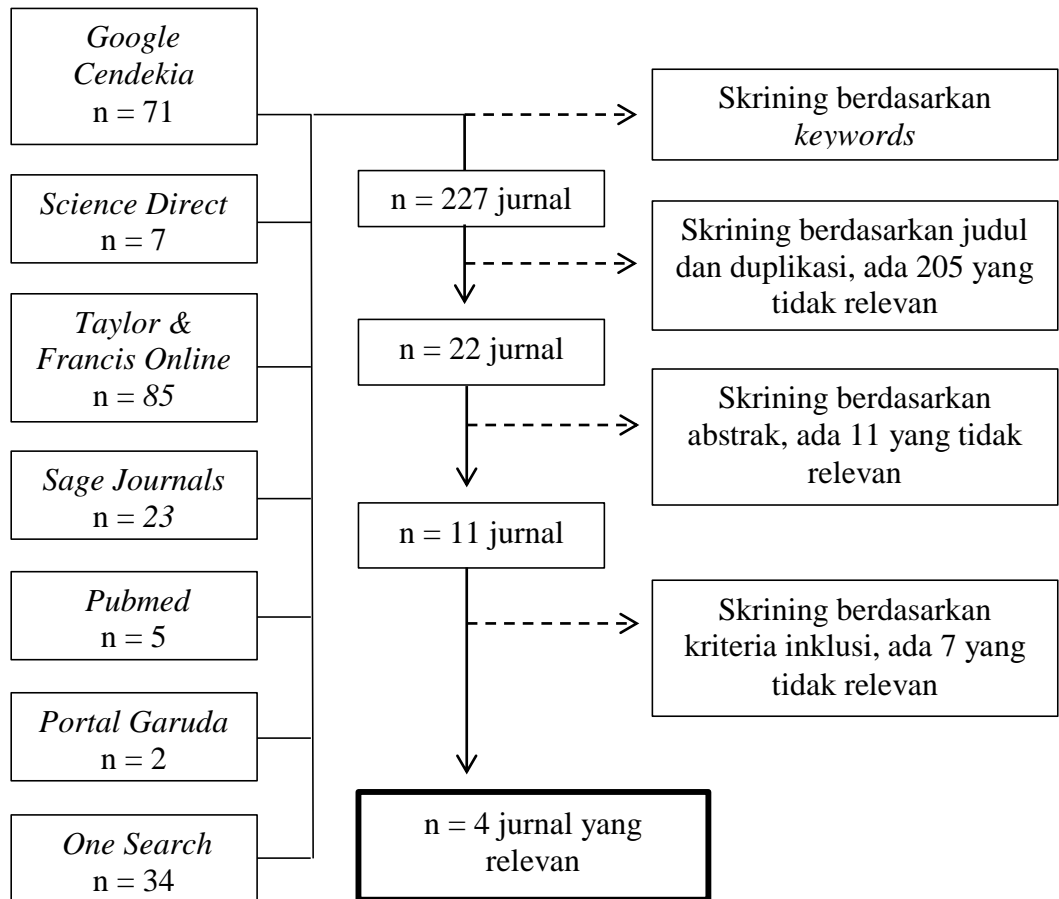 Google
Cendekia
n = 71
Science Direct
n = 7
Taylor &
Francis Online
n = 85
Sage Journals
n = 23
Pubmed
n = 5
Portal Garuda
n = 2
One Search
n = 34
n = 227 jurnal
n = 22 jurnal
n = 11 jurnal
n = 4 jurnal yang
relevan
Skrining berdasarkan
keywords
Skrining berdasarkan judul
dan duplikasi, ada 205 yang
tidak relevan
Skrining berdasarkan
abstrak, ada 11 yang tidak
relevan
Skrining berdasarkan
kriteria inklusi, ada 7 yang
tidak relevan